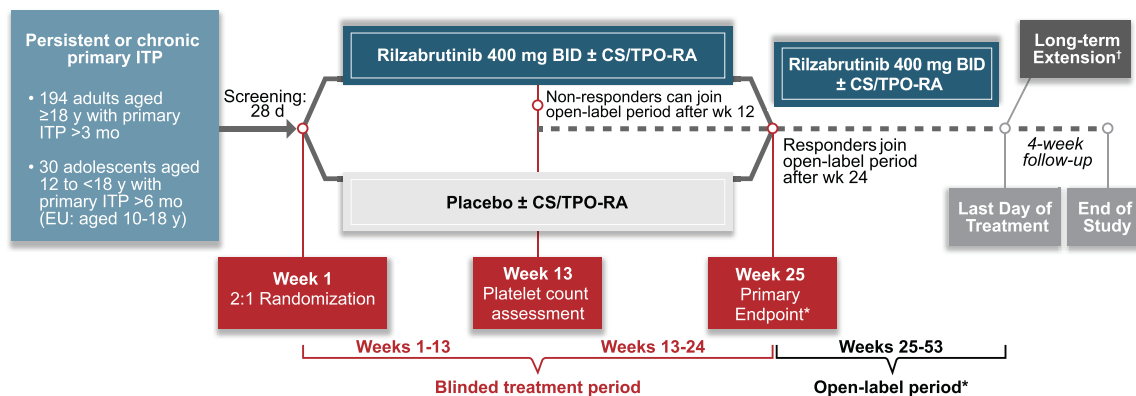 Persistent or chronic
primary ITP
• 194 adults aged
≥18 y with primary
ITP >3 mo
• 30 adolescents aged
12 to <18 y with
primary ITP >6 mo
(EU: aged 10-18 y)
Screening:
28 d
Rilzabrutinib 400 mg BID ± CS/TPO-RA
Non-responders can join
open-label period after wk 12
Placebo ± CS/TPO-RA
Rilzabrutinib 400 mg BID
± CS/TPO-RA
Responders join
open-label period
after wk 24
Long-term
Extension†
4-week
follow-up
Last Day of
Treatment
End of
Study
Week 1
2:1 Randomization
Week 13
Platelet count
assessment
Week 25
Primary
Endpoint*
Weeks 1-13
Weeks 13-24
Weeks 25-53
Blinded treatment period
Open-label period*